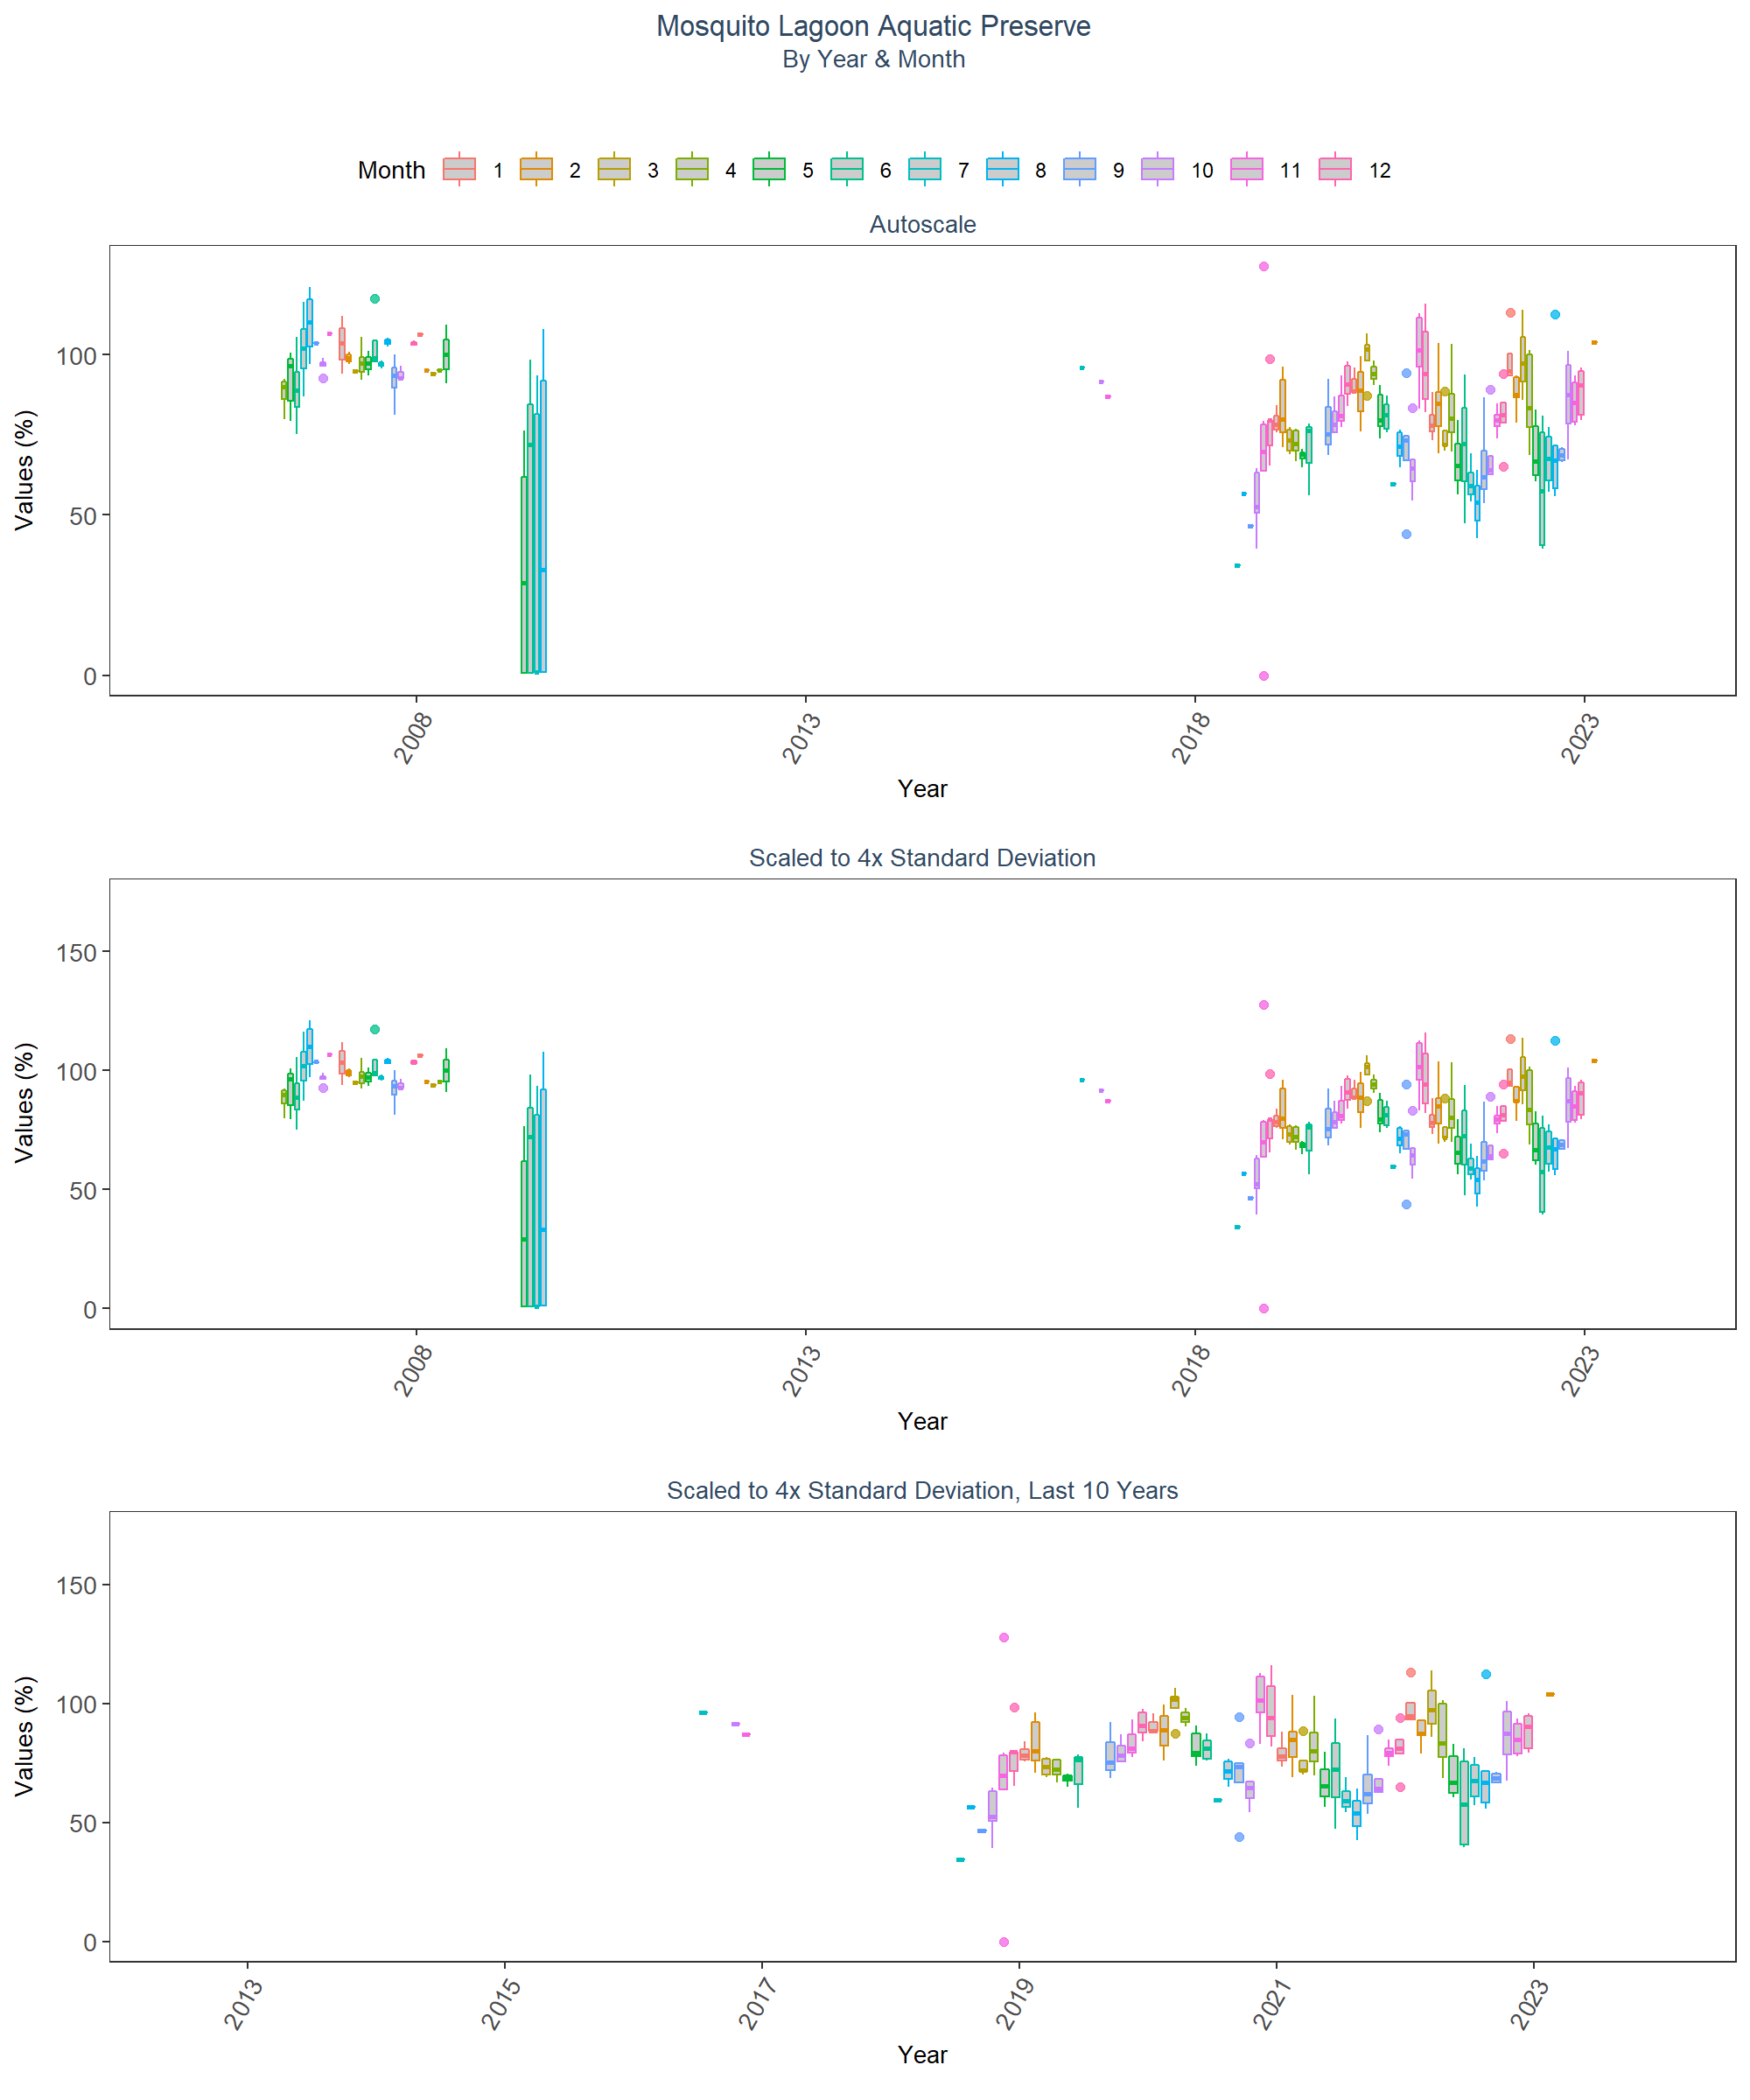 Mosquito Lagoon Aquatic Preserve
By Year & Month
Month 1 2 3 4 5 6 7 8 9 10 11 12
Autoscale
Values (%)
100
50
0
2008 2013 2018 2023
Year
Scaled to 4x Standard Deviation
Values (%)
150
100
50
0
2008 2013 2018 2023
Year
Scaled to 4x Standard Deviation, Last 10 Years
Values (%)
150
100
50
0
2013 2015 2017 2019 2021 2023
Year